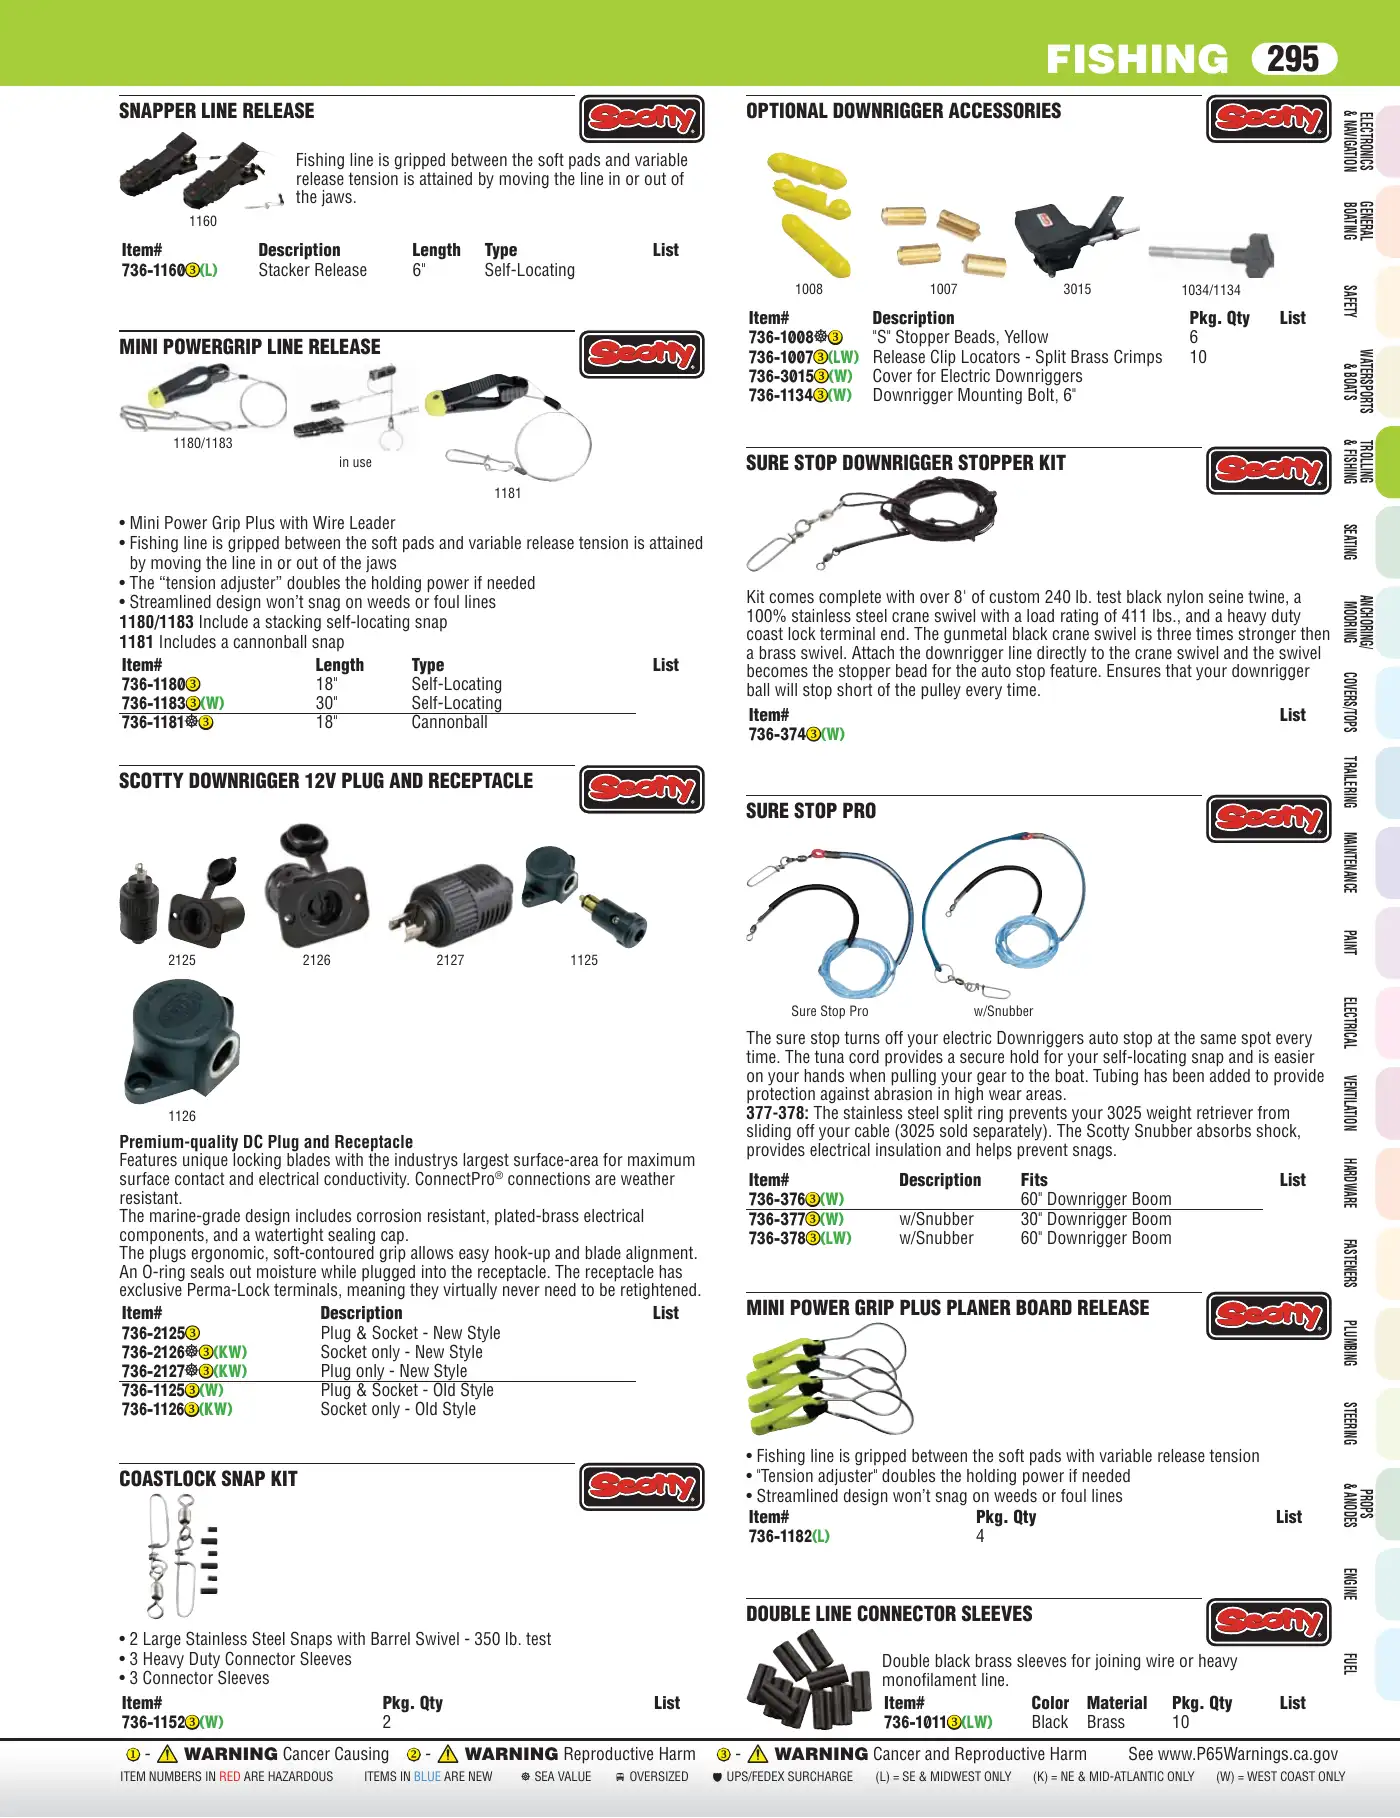 FISHING 295
SNAPPER LINE RELEASE
Scotty
Fishing line is gripped between the soft pads and variable
release tension is attained by moving the line in or out of
the jaws.
1160
Item# Description Length Type List
736-1160③(L) Stacker Release 6" Self-Locating
MINI POWERGRIP LINE RELEASE
Scotty
1180/1183
in use
1181
• Mini Power Grip Plus with Wire Leader
• Fishing line is gripped between the soft pads and variable release tension is attained
by moving the line in or out of the jaws
• The “tension adjuster” doubles the holding power if needed
• Streamlined design won’t snag on weeds or foul lines
1180/1183 Include a stacking self-locating snap
1181 Includes a cannonball snap
Item# Length Type List
736-1180③ 18" Self-Locating
736-1183③(W) 30" Self-Locating
736-1181☸③ 18" Cannonball
SCOTTY DOWNRIGGER 12V PLUG AND RECEPTACLE
Scotty
2125 2126 2127 1125
1126
Premium-quality DC Plug and Receptacle
Features unique locking blades with the industrys largest surface-area for maximum
surface contact and electrical conductivity. ConnectPro® connections are weather
resistant.
The marine-grade design includes corrosion resistant, plated-brass electrical
components, and a watertight sealing cap.
The plugs ergonomic, soft-contoured grip allows easy hook-up and blade alignment.
An O-ring seals out moisture while plugged into the receptacle. The receptacle has
exclusive Perma-Lock terminals, meaning they virtually never need to be retightened.
Item# Description List
736-2125③ Plug & Socket - New Style
736-2126☸③(KW) Socket only - New Style
736-2127☸③(KW) Plug only - New Style
736-1125③(W) Plug & Socket - Old Style
736-1126③(KW) Socket only - Old Style
COASTLOCK SNAP KIT
Scotty
• 2 Large Stainless Steel Snaps with Barrel Swivel - 350 lb. test
• 3 Heavy Duty Connector Sleeves
• 3 Connector Sleeves
Item# Pkg. Qty List
736-1152③(W) 2
OPTIONAL DOWNRIGGER ACCESSORIES
Scotty
1008 1007 3015 1034/1134
Item# Description Pkg. Qty List
736-1008☸③ "S" Stopper Beads, Yellow 6
736-1007③(LW) Release Clip Locators - Split Brass Crimps 10
736-3015③(W) Cover for Electric Downriggers
736-1134③(W) Downrigger Mounting Bolt, 6"
SURE STOP DOWNRIGGER STOPPER KIT
Scotty
Kit comes complete with over 8' of custom 240 lb. test black nylon seine twine, a
100% stainless steel crane swivel with a load rating of 411 lbs., and a heavy duty
coast lock terminal end. The gunmetal black crane swivel is three times stronger then
a brass swivel. Attach the downrigger line directly to the crane swivel and the swivel
becomes the stopper bead for the auto stop feature. Ensures that your downrigger
ball will stop short of the pulley every time.
Item# List
736-374③(W)
SURE STOP PRO
Scotty
Sure Stop Pro w/Snubber
The sure stop turns off your electric Downriggers auto stop at the same spot every
time. The tuna cord provides a secure hold for your self-locating snap and is easier
on your hands when pulling your gear to the boat. Tubing has been added to provide
protection against abrasion in high wear areas.
377-378: The stainless steel split ring prevents your 3025 weight retriever from
sliding off your cable (3025 sold separately). The Scotty Snubber absorbs shock,
provides electrical insulation and helps prevent snags.
Item# Description Fits List
736-376③(W) 60" Downrigger Boom
736-377③(W) w/Snubber 30" Downrigger Boom
736-378③(LW) w/Snubber 60" Downrigger Boom
MINI POWER GRIP PLUS PLANER BOARD RELEASE
Scotty
• Fishing line is gripped between the soft pads with variable release tension
• "Tension adjuster" doubles the holding power if needed
• Streamlined design won’t snag on weeds or foul lines
Item# Pkg. Qty List
736-1182(L) 4
DOUBLE LINE CONNECTOR SLEEVES
Scotty
Double black brass sleeves for joining wire or heavy
monofilament line.
Item# Color Material Pkg. Qty List
736-1011③(LW) Black Brass 10
ELECTRONICS
& NAVIGATION
GENERAL
BOATING
SAFETY
WATERSPORTS
& BOATS
TROLLING
& FISHING
SEATING
ANCHORING/
MOORING
COVERS/TOPS
TRAILERING
MAINTENANCE
PAINT
ELECTRICAL
VENTILATION
HARDWARE
FASTENERS
PLUMBING
STEERING
PROPS
& ANODES
ENGINE
FUEL
① - ⚠ WARNING Cancer Causing ② - ⚠ WARNING Reproductive Harm ③ - ⚠ WARNING Cancer and Reproductive Harm See www.P65Warnings.ca.gov
ITEM NUMBERS IN RED ARE HAZARDOUS ITEMS IN BLUE ARE NEW ☸ SEA VALUE OVERSIZED UPS/FEDEX SURCHARGE (L) = SE & MIDWEST ONLY (K) = NE & MID-ATLANTIC ONLY (W) = WEST COAST ONLY